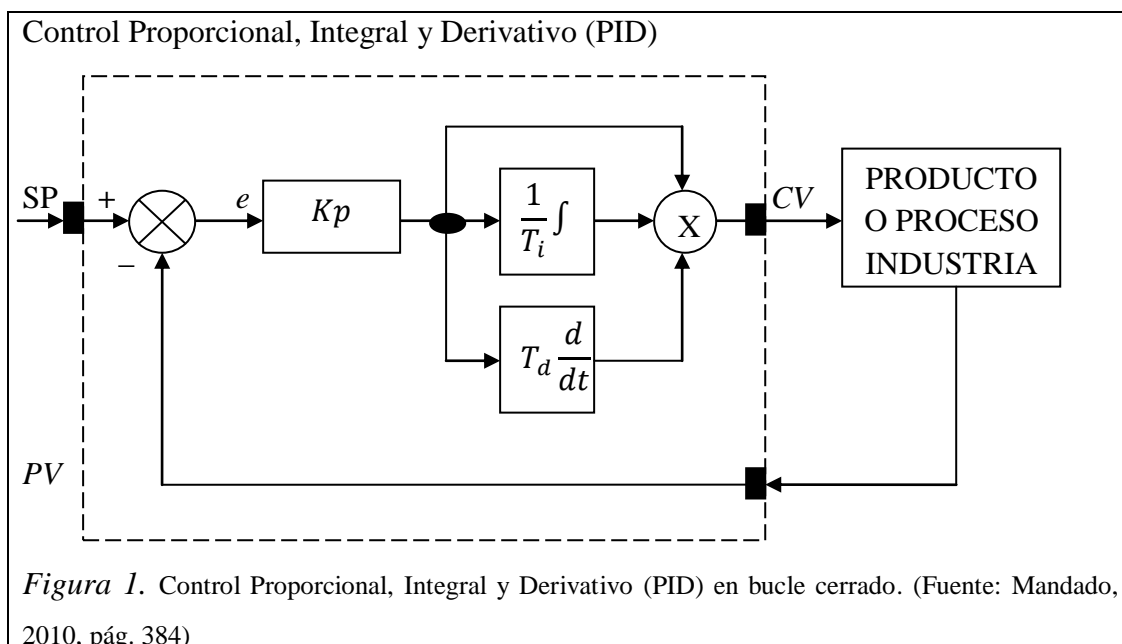 Control Proporcional, Integral y Derivativo (PID)
SP
+
−
e
Kp
1
T_i
∫
T_d
d
dt
X
CV
PRODUCTO
O PROCESO
INDUSTRIA
PV
Figura 1. Control Proporcional, Integral y Derivativo (PID) en bucle cerrado. (Fuente: Mandado,
2010, pág. 384)